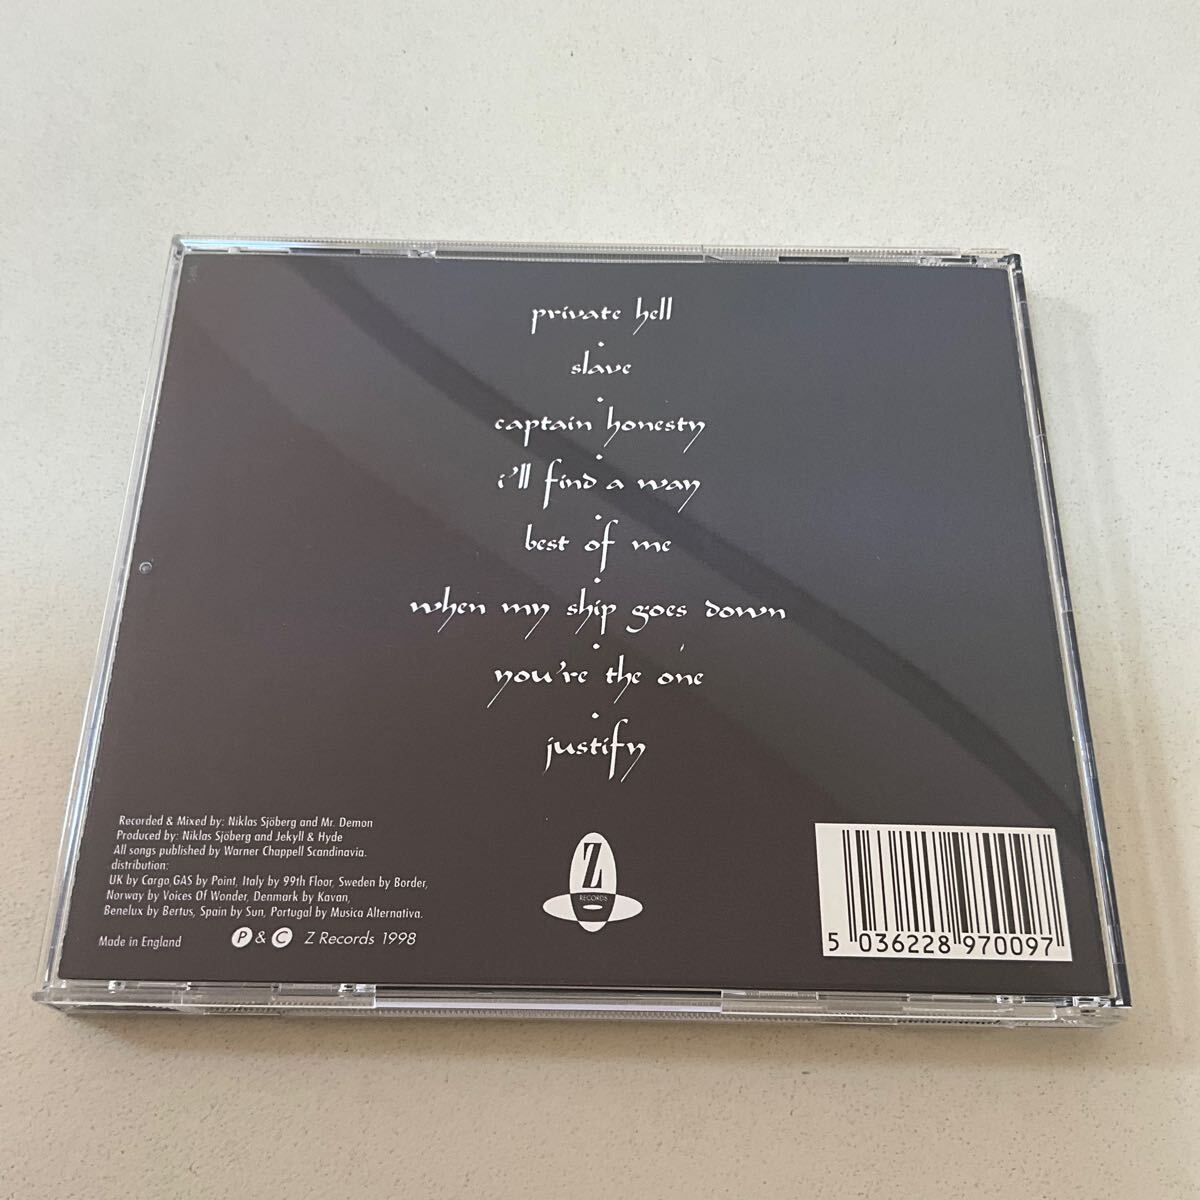 private hell
slave
captain honesty
i'll find a way
best of me
when my ship goes down
you're the one
justify
Recorded & Mixed by: Niklas Sjöberg and Mr. Demon
Produced by: Niklas Sjöberg and Jekyll & Hyde
All songs published by Warner Chappell Scandinavia.
distribution:
UK by Cargo, GAS by Point, Italy by 99th Floor, Sweden by Border,
Norway by Voices Of Wonder, Denmark by Kavan,
Benelux by Bertus, Spain by Sun, Portugal by Musica Alternativa.
Made in England
P & C Z Records 1998
Z
RECORDS
5 036228 970097